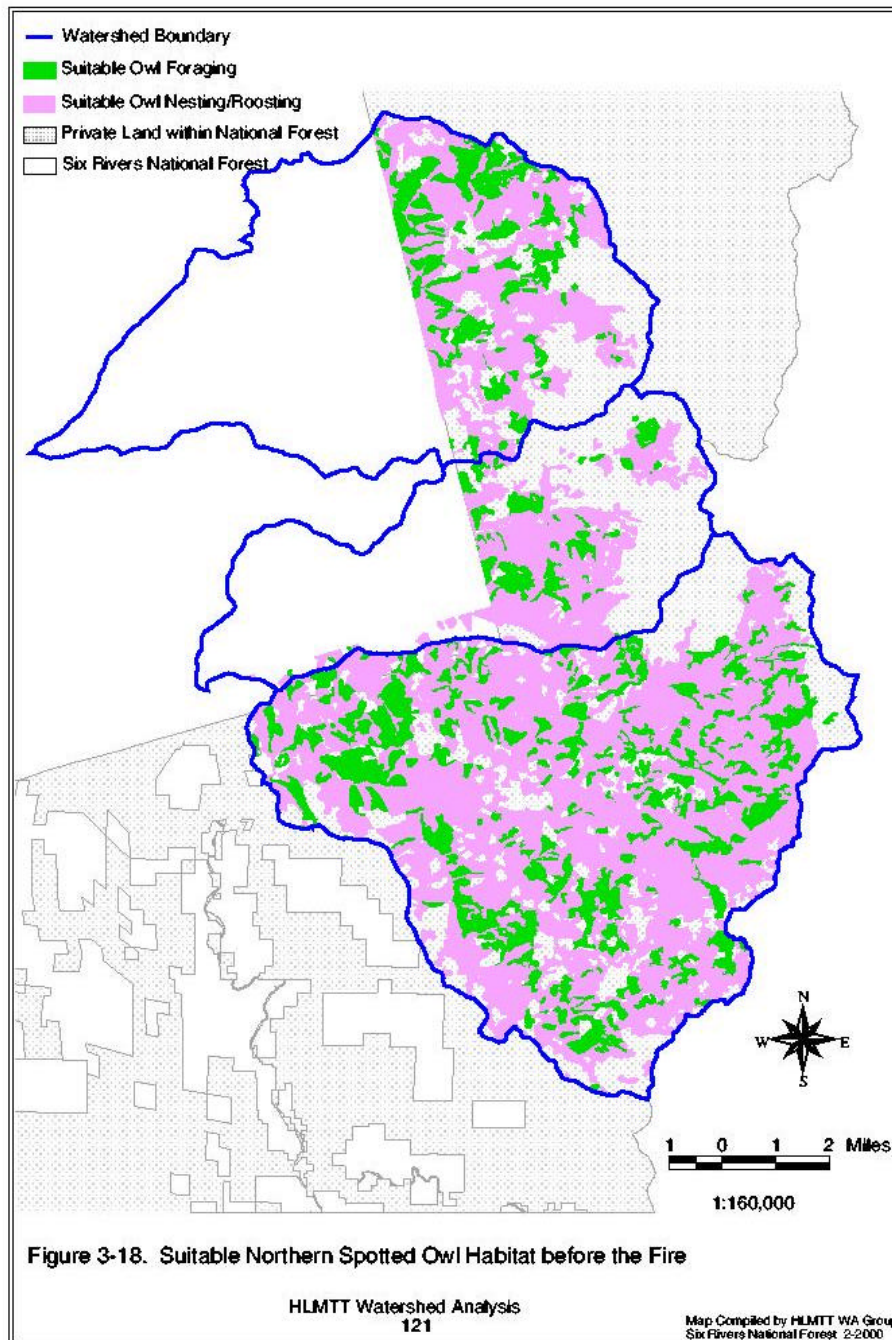 Watershed Boundary
Suitable Owl Foraging
Suitable Owl Nesting/Roosting
Private Land within National Forest
Six Rivers National Forest
N
W E
S
1 0 1 2 Miles
1:160,000
Figure 3-18. Suitable Northern Spotted Owl Habitat before the Fire
HLMTT Watershed Analysis
121
Map Compiled by HLMTT WA Grou
Six Rivers National Forest 2-2000